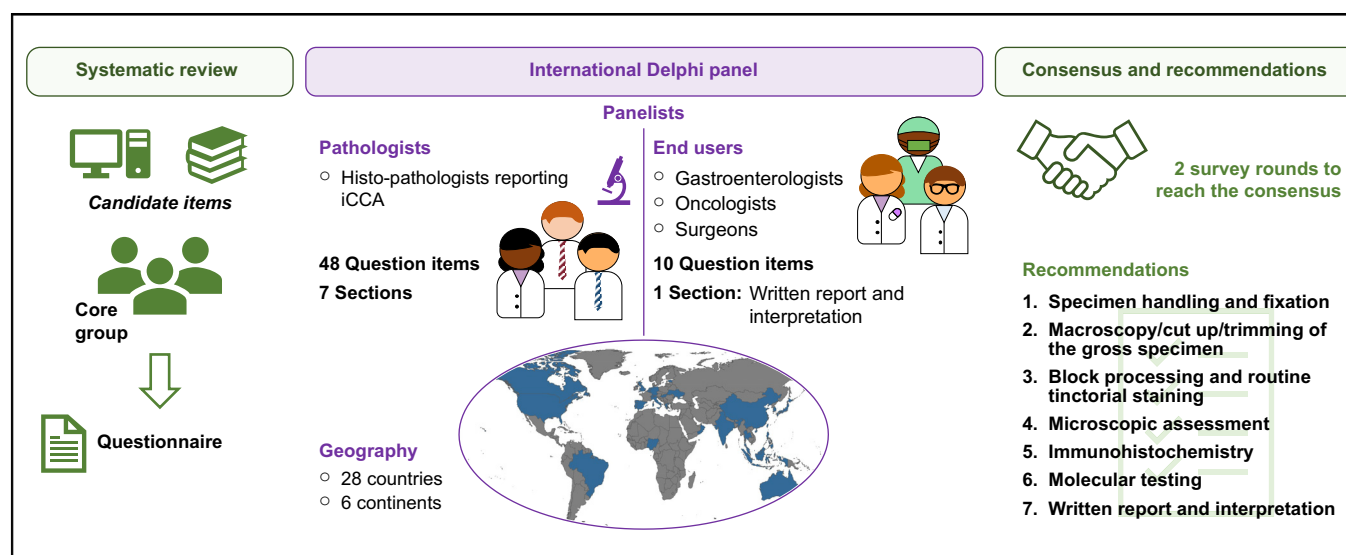 Systematic review
Candidate items
Core
group
Questionnaire
International Delphi panel
Panelists
Pathologists
○ Histo-pathologists reporting
iCCA
48 Question items
7 Sections
End users
○ Gastroenterologists
○ Oncologists
○ Surgeons
10 Question items
1 Section: Written report and
interpretation
Geography
○ 28 countries
○ 6 continents
Consensus and recommendations
2 survey rounds to
reach the consensus
Recommendations
1. Specimen handling and fixation
2. Macroscopy/cut up/trimming of
the gross specimen
3. Block processing and routine
tinctorial staining
4. Microscopic assessment
5. Immunohistochemistry
6. Molecular testing
7. Written report and interpretation